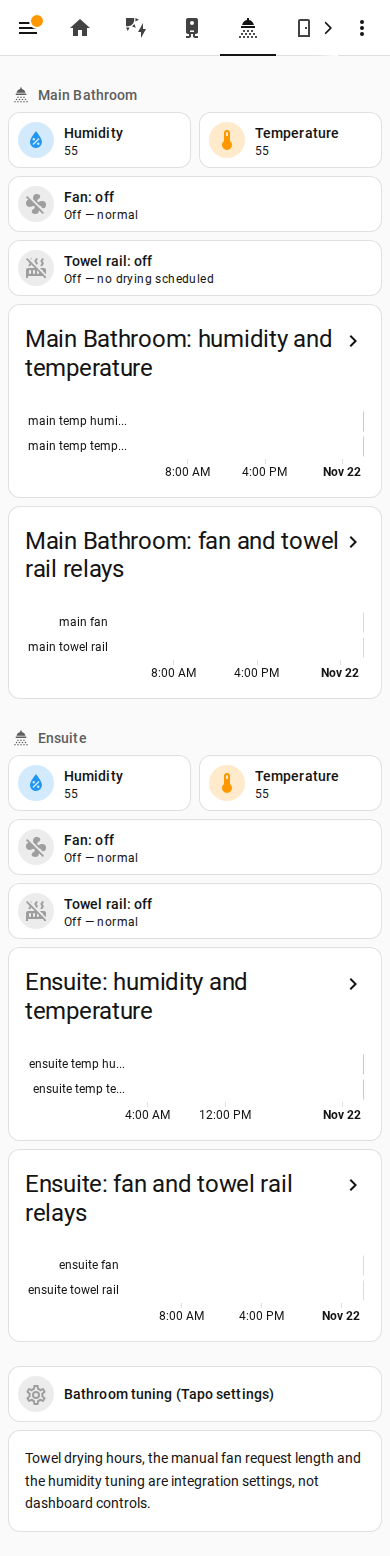 Main Bathroom
Humidity
55
Temperature
55
Fan: off
Off – normal
Towel rail: off
Off – no drying scheduled
Main Bathroom: humidity and
temperature
main temp humi...
main temp temp...
8:00 AM 4:00 PM Nov 22
Main Bathroom: fan and towel
rail relays
main fan
main towel rail
8:00 AM 4:00 PM Nov 22
Ensuite
Humidity
55
Temperature
55
Fan: off
Off – normal
Towel rail: off
Off – normal
Ensuite: humidity and
temperature
ensuite temp hu...
ensuite temp te...
4:00 AM 12:00 PM Nov 22
Ensuite: fan and towel rail
relays
ensuite fan
ensuite towel rail
8:00 AM 4:00 PM Nov 22
Bathroom tuning (Tapo settings)
Towel drying hours, the manual fan request length and
the humidity tuning are integration settings, not
dashboard controls.